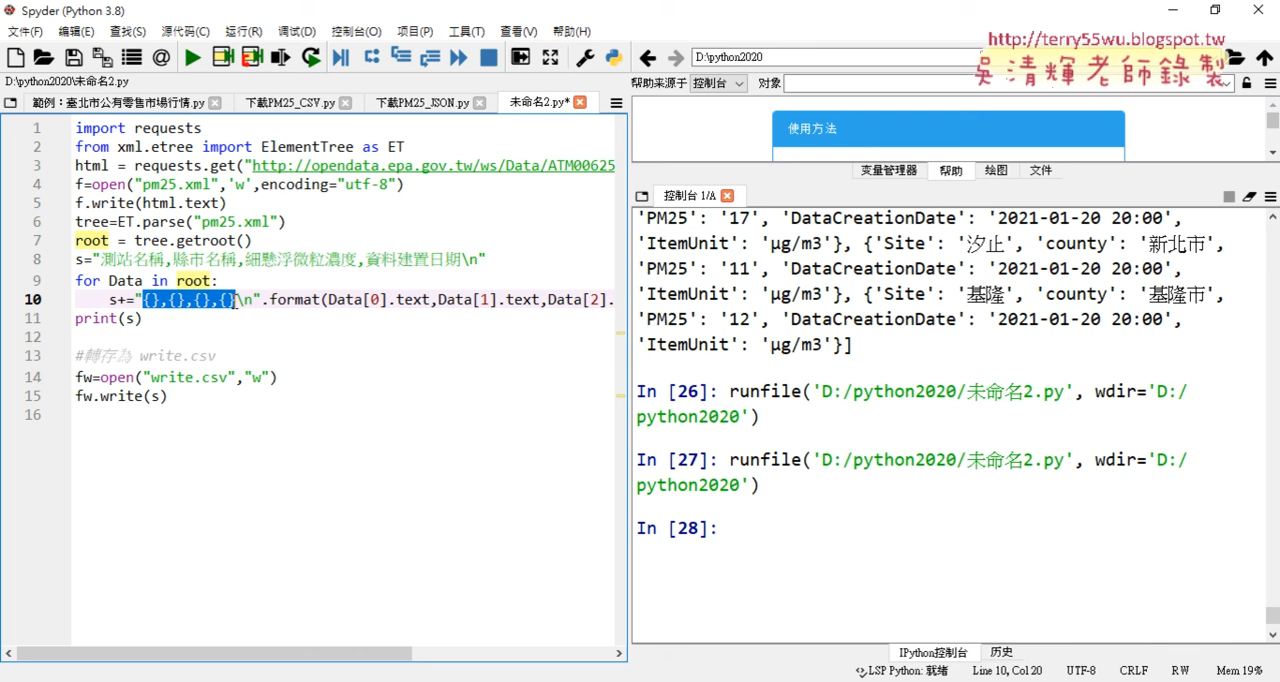 Spyder (Python 3.8)
文件(F) 编辑(E) 查找(S) 源代码(C) 运行(R) 调试(D) 控制台(O) 项目(P) 工具(T) 查看(V) 帮助(H)
http://terry55wu.blogspot.tw
吳清輝老師錄製
D:\python2020
D:\python2020\未命名2.py
帮助来源于 控制台 对象
範例：臺北市公有零售市場行情.py 下載PM25_CSV.py 下載PM25_JSON.py 未命名2.py*
使用方法
变量管理器 帮助 绘图 文件
控制台 1/A
1 import requests
2 from xml.etree import ElementTree as ET
3 html = requests.get("http://opendata.epa.gov.tw/ws/Data/ATM00625
4 f=open("pm25.xml",'w',encoding="utf-8")
5 f.write(html.text)
6 tree=ET.parse("pm25.xml")
7 root = tree.getroot()
8 s="測站名稱,縣市名稱,細懸浮微粒濃度,資料建置日期\n"
9 for Data in root:
10 s+="{},{},{},{}\n".format(Data[0].text,Data[1].text,Data[2].
11 print(s)
12
13 #轉存為 write.csv
14 fw=open("write.csv","w")
15 fw.write(s)
16
'PM25': '17', 'DataCreationDate': '2021-01-20 20:00',
'ItemUnit': 'μg/m3'}, {'Site': '汐止', 'county': '新北市',
'PM25': '11', 'DataCreationDate': '2021-01-20 20:00',
'ItemUnit': 'μg/m3'}, {'Site': '基隆', 'county': '基隆市',
'PM25': '12', 'DataCreationDate': '2021-01-20 20:00',
'ItemUnit': 'μg/m3'}]
In [26]: runfile('D:/python2020/未命名2.py', wdir='D:/
python2020')
In [27]: runfile('D:/python2020/未命名2.py', wdir='D:/
python2020')
In [28]:
IPython控制台 历史
LSP Python: 就绪 Line 10, Col 20 UTF-8 CRLF RW Mem 19%